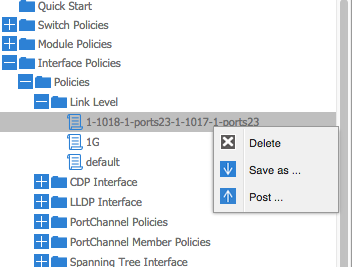 Quick Start
Switch Policies
Module Policies
Interface Policies
Policies
Link Level
1-1018-1-ports23-1-1017-1-ports23
1G
default
CDP Interface
LLDP Interface
PortChannel Policies
PortChannel Member Policies
Spanning Tree Interface
Delete
Save as ...
Post ...